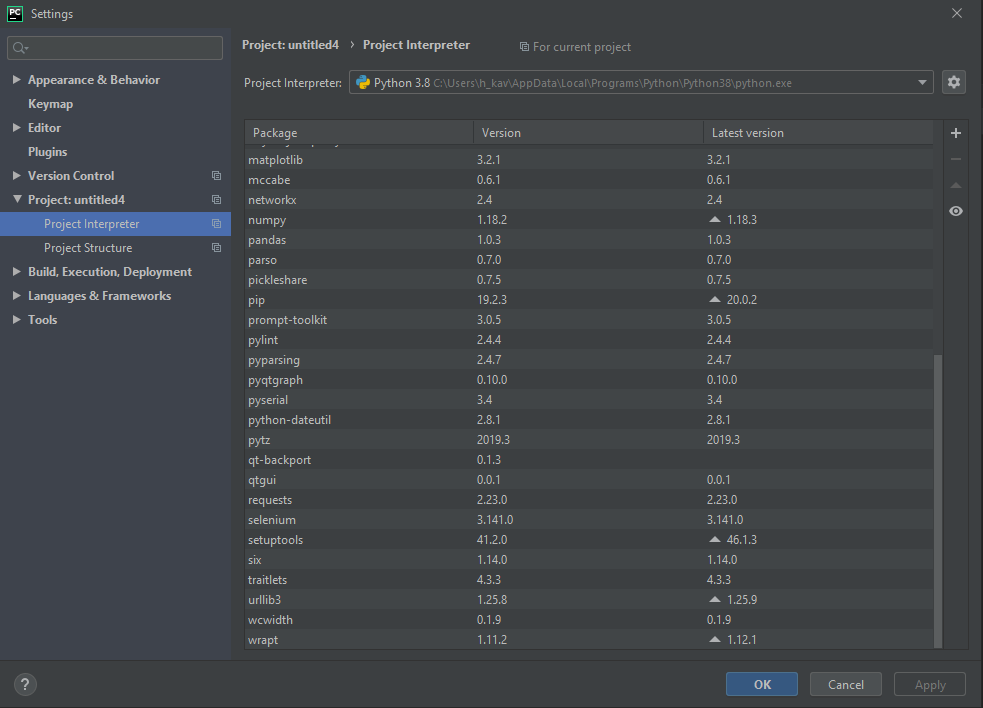 PC Settings
Project: untitled4 › Project Interpreter For current project
Appearance & Behavior
Keymap
Editor
Plugins
Version Control
Project: untitled4
Project Interpreter
Project Structure
Build, Execution, Deployment
Languages & Frameworks
Tools
Project Interpreter: Python 3.8 C:\Users\h_kav\AppData\Local\Programs\Python\Python38\python.exe
Package Version Latest version
matplotlib 3.2.1 3.2.1
mccabe 0.6.1 0.6.1
networkx 2.4 2.4
numpy 1.18.2 1.18.3
pandas 1.0.3 1.0.3
parso 0.7.0 0.7.0
pickleshare 0.7.5 0.7.5
pip 19.2.3 20.0.2
prompt-toolkit 3.0.5 3.0.5
pylint 2.4.4 2.4.4
pyparsing 2.4.7 2.4.7
pyqtgraph 0.10.0 0.10.0
pyserial 3.4 3.4
python-dateutil 2.8.1 2.8.1
pytz 2019.3 2019.3
qt-backport 0.1.3
qtgui 0.0.1 0.0.1
requests 2.23.0 2.23.0
selenium 3.141.0 3.141.0
setuptools 41.2.0 46.1.3
six 1.14.0 1.14.0
traitlets 4.3.3 4.3.3
urllib3 1.25.8 1.25.9
wcwidth 0.1.9 0.1.9
wrapt 1.11.2 1.12.1
? OK Cancel Apply